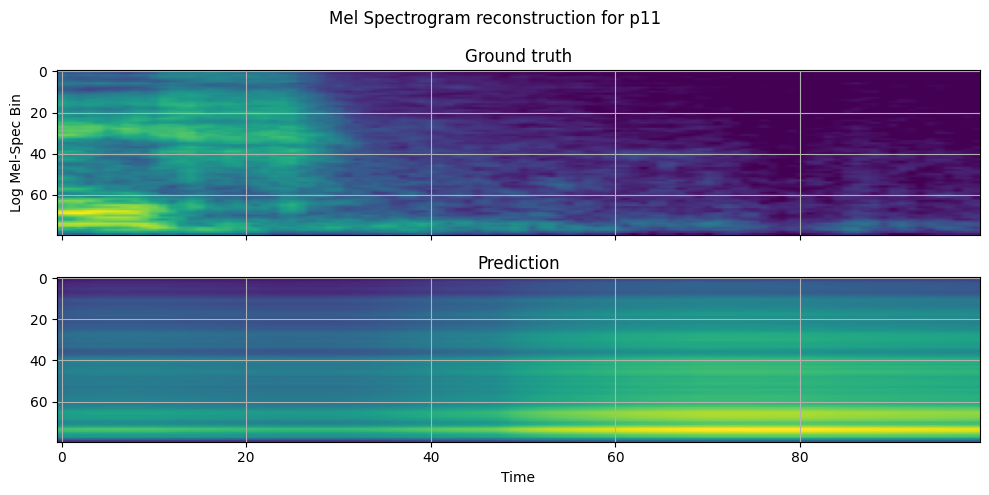 Mel Spectrogram reconstruction for p11
Ground truth
Log Mel-Spec Bin
0
20
40
60
Prediction
0
20
40
60
0 20 40 60 80
Time